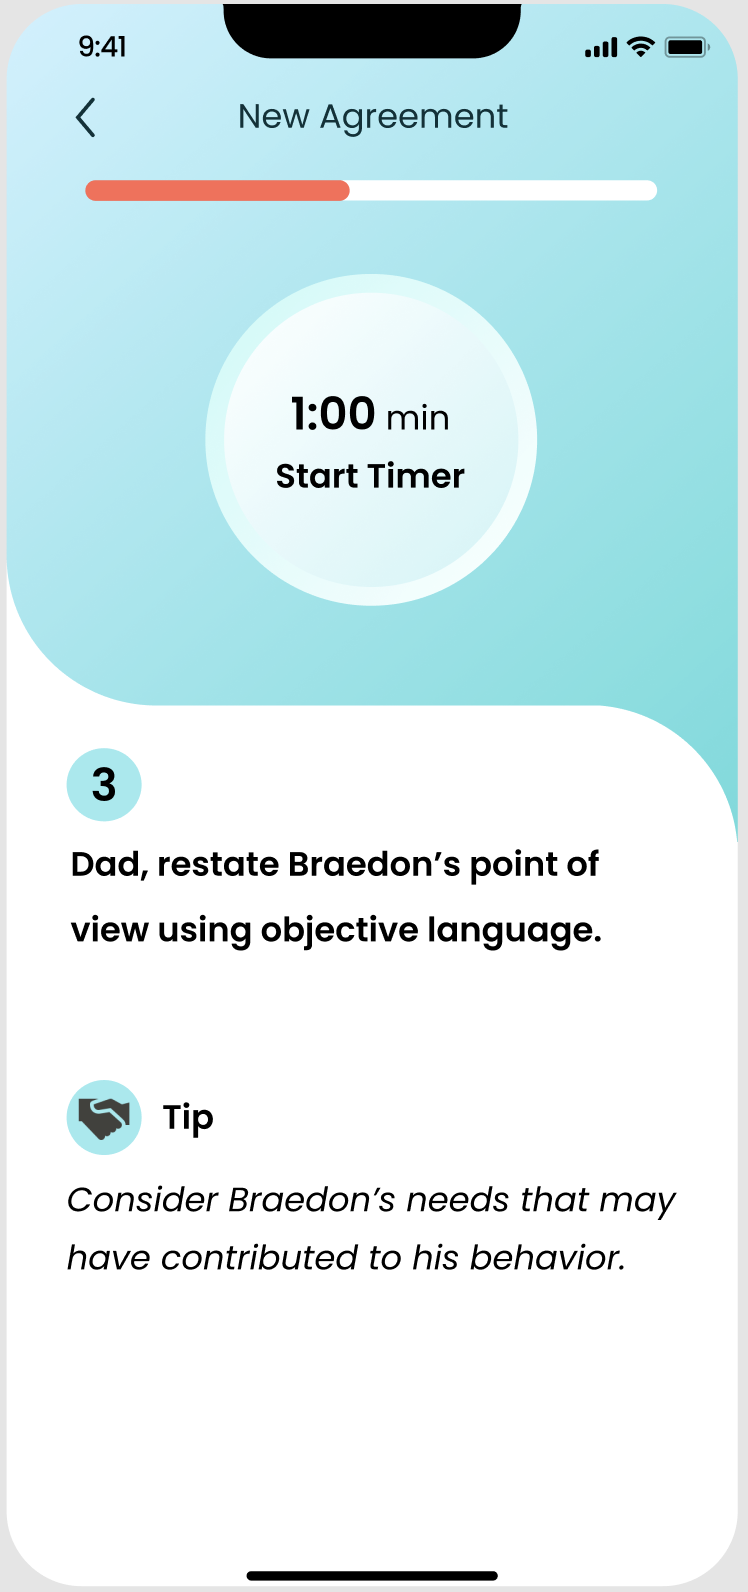 9:41
New Agreement
1:00 min
Start Timer
3
Dad, restate Braedon’s point of
view using objective language.
Tip
Consider Braedon’s needs that may
have contributed to his behavior.